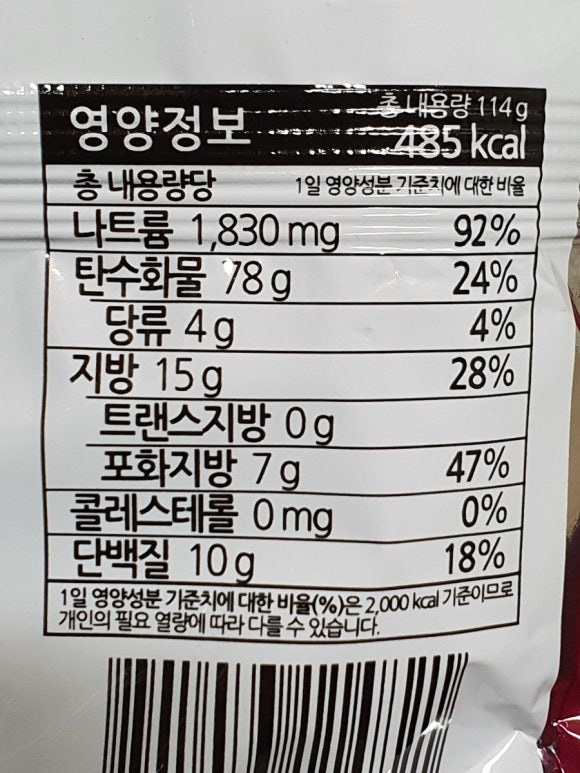 영양정보 총 내용량 114g
485 kcal
총 내용량당 1일 영양성분 기준치에 대한 비율
나트륨 1,830 mg 92%
탄수화물 78 g 24%
당류 4 g 4%
지방 15 g 28%
트랜스지방 0 g
포화지방 7 g 47%
콜레스테롤 0 mg 0%
단백질 10 g 18%
1일 영양성분 기준치에 대한 비율(%)은 2,000 kcal 기준이므로
개인의 필요 열량에 따라 다를 수 있습니다.